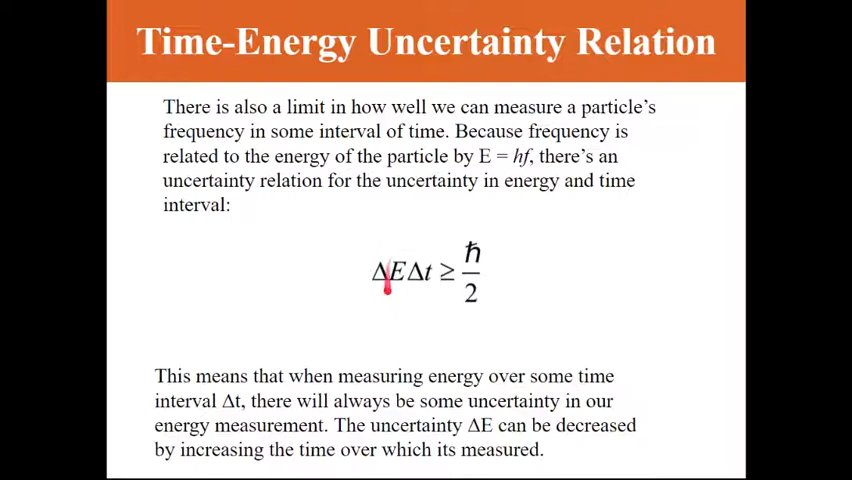 Time-Energy Uncertainty Relation
There is also a limit in how well we can measure a particle's
frequency in some interval of time. Because frequency is
related to the energy of the particle by E = hf, there's an
uncertainty relation for the uncertainty in energy and time
interval:
ΔEΔt ≥ ℏ/2
This means that when measuring energy over some time
interval Δt, there will always be some uncertainty in our
energy measurement. The uncertainty ΔE can be decreased
by increasing the time over which its measured.